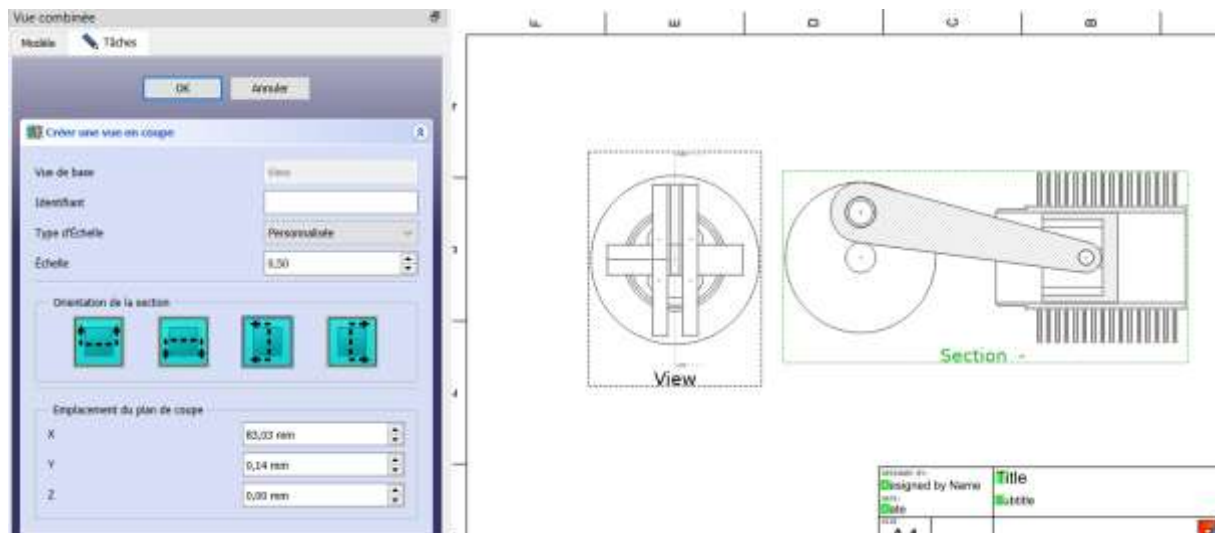 Vue combinée
Modèle
Tâches
OK
Annuler
Créer une vue en coupe
Vue de base
View
Identifiant
Type d'Échelle
Personnalisée
Échelle
0,50
Orientation de la section
Emplacement du plan de coupe
X
83,03 mm
Y
0,14 mm
Z
0,00 mm
F
E
D
C
B
View
Section -
Designed by Name
Date
Title
Subtitle